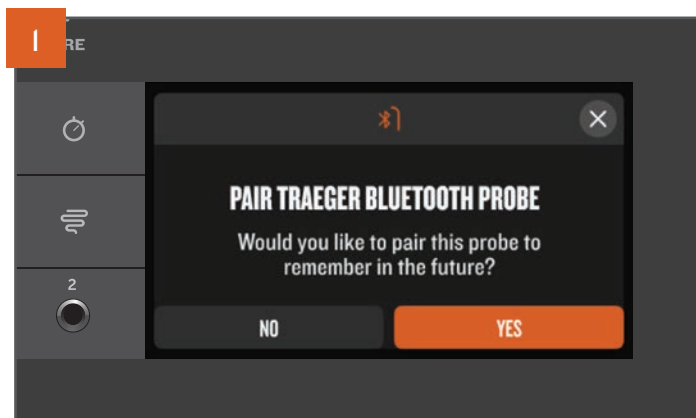 1
RE
PAIR TRAEGER BLUETOOTH PROBE
Would you like to pair this probe to
remember in the future?
2
NO
YES